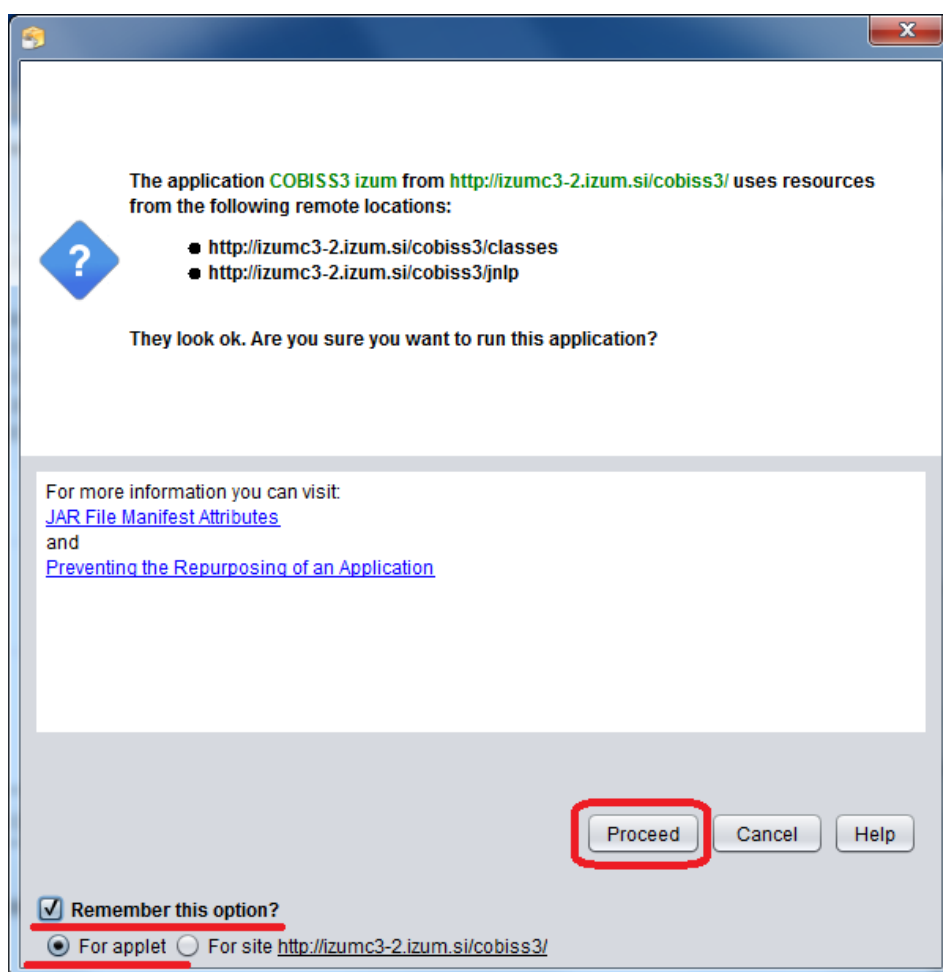 The application COBISS3 izum from http://izumc3-2.izum.si/cobiss3/ uses resources
from the following remote locations:
http://izumc3-2.izum.si/cobiss3/classes
http://izumc3-2.izum.si/cobiss3/jnlp
?
They look ok. Are you sure you want to run this application?
For more information you can visit:
JAR File Manifest Attributes
and
Preventing the Repurposing of an Application
Proceed Cancel Help
Remember this option?
For applet For site http://izumc3-2.izum.si/cobiss3/